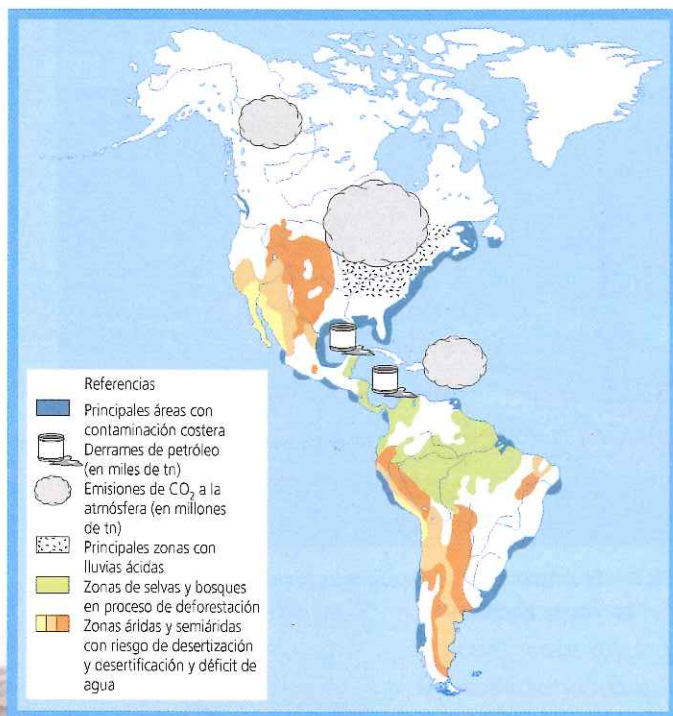 Referencias
Principales áreas con
contaminación costera
Derrames de petróleo
(en miles de tn)
Emisiones de CO₂ a la
atmósfera (en millones
de tn)
Principales zonas con
lluvias ácidas
Zonas de selvas y bosques
en proceso de deforestación
Zonas áridas y semiáridas
con riesgo de desertización
y desertificación y déficit de
agua